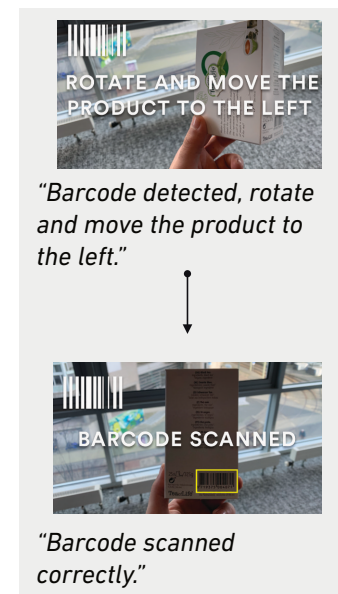 ROTATE AND MOVE THE
PRODUCT TO THE LEFT
“Barcode detected, rotate
and move the product to
the left.”
BARCODE SCANNED
“Barcode scanned
correctly.”